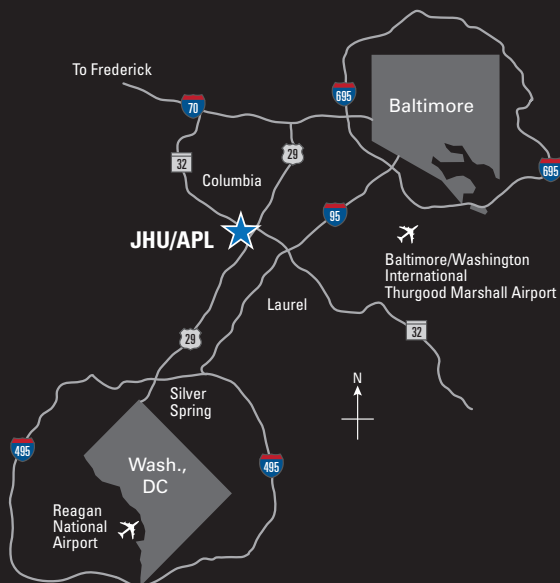 To Frederick
695
Baltimore
70
29
32
695
Columbia
95
JHU/APL
Baltimore/Washington
International
Thurgood Marshall Airport
Laurel
32
29
N
Silver
Spring
495
Wash.,
DC
495
Reagan
National
Airport